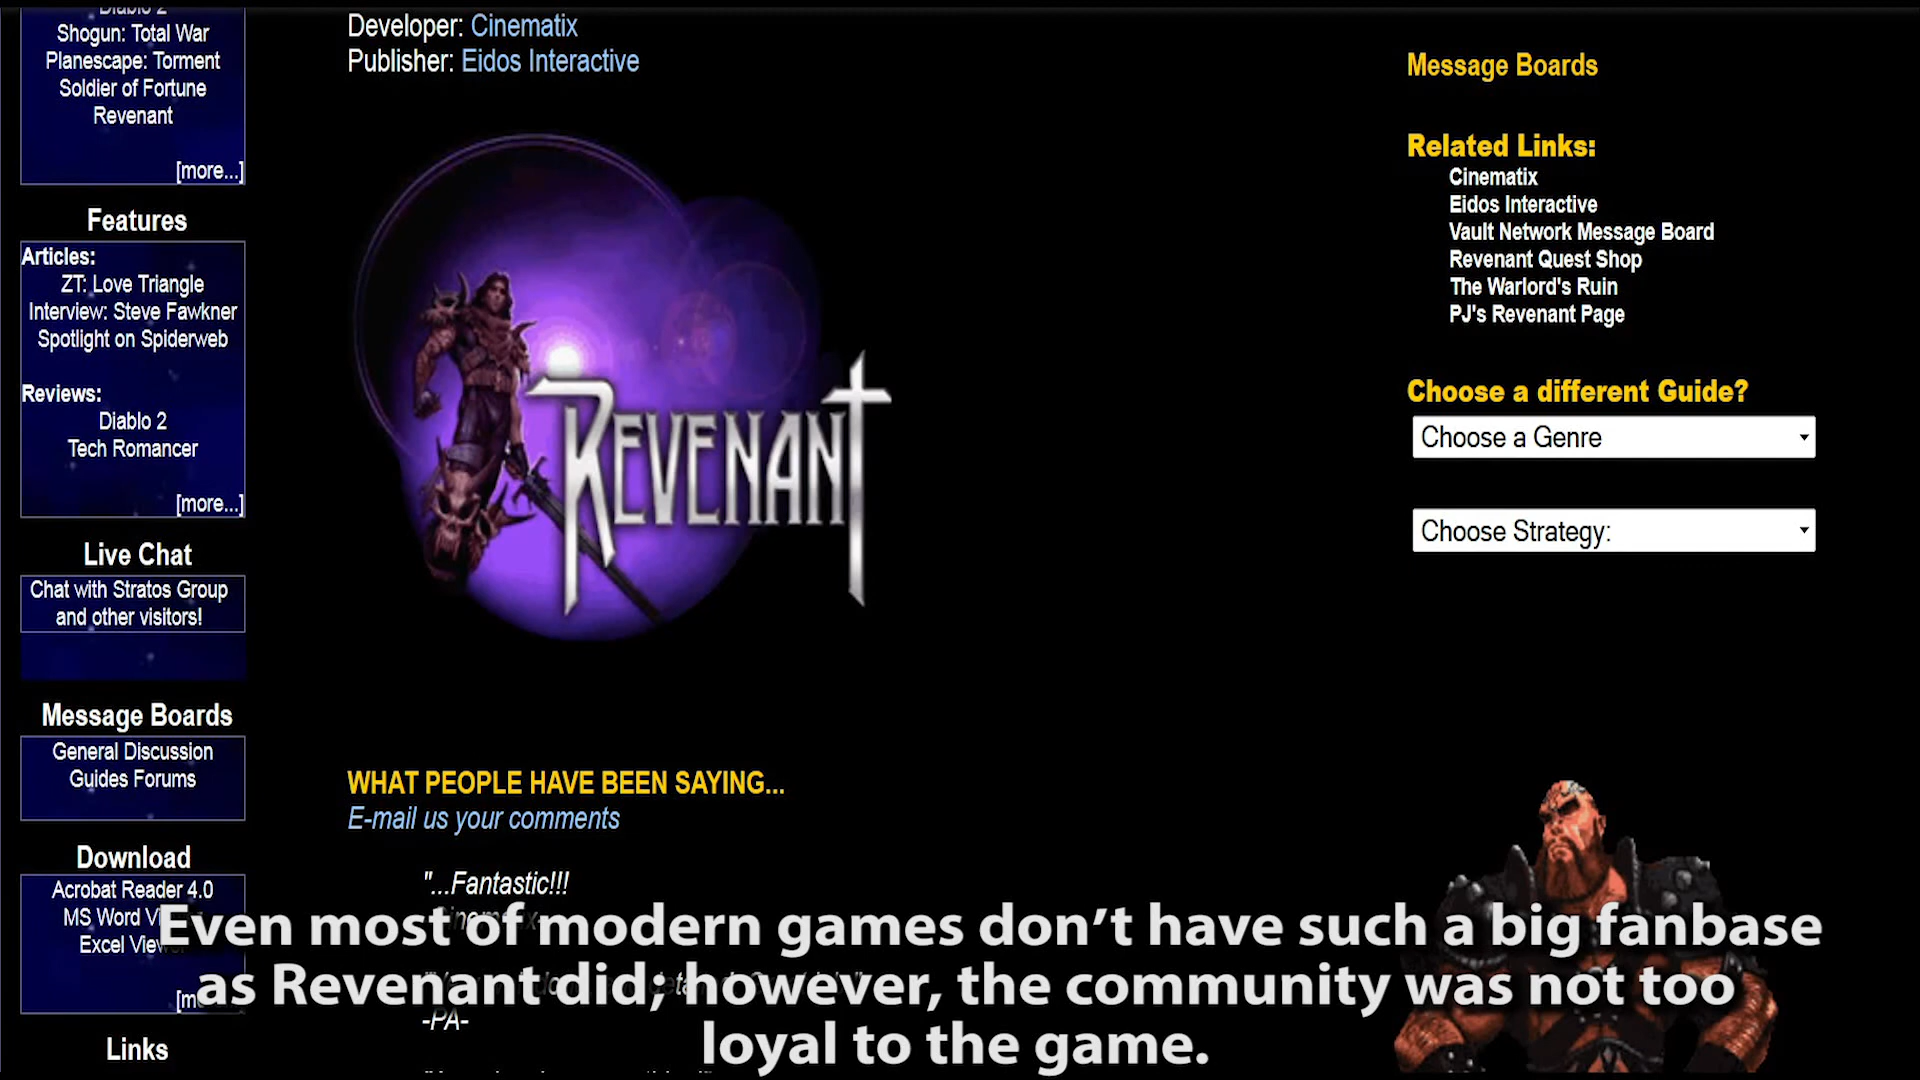 Diablo 2
Shogun: Total War
Planescape: Torment
Soldier of Fortune
Revenant
[more...]
Features
Articles:
ZT: Love Triangle
Interview: Steve Fawkner
Spotlight on Spiderweb
Reviews:
Diablo 2
Tech Romancer
[more...]
Live Chat
Chat with Stratos Group
and other visitors!
Message Boards
General Discussion
Guides Forums
Download
Acrobat Reader 4.0
MS Word
Excel
Links
Developer: Cinematix
Publisher: Eidos Interactive
REVENANT
WHAT PEOPLE HAVE BEEN SAYING...
E-mail us your comments
"...Fantastic!!!
-PA-
Message Boards
Related Links:
Cinematix
Eidos Interactive
Vault Network Message Board
Revenant Quest Shop
The Warlord's Ruin
PJ's Revenant Page
Choose a different Guide?
Choose a Genre
Choose Strategy:
Even most of modern games don’t have such a big fanbase
as Revenant did; however, the community was not too
loyal to the game.